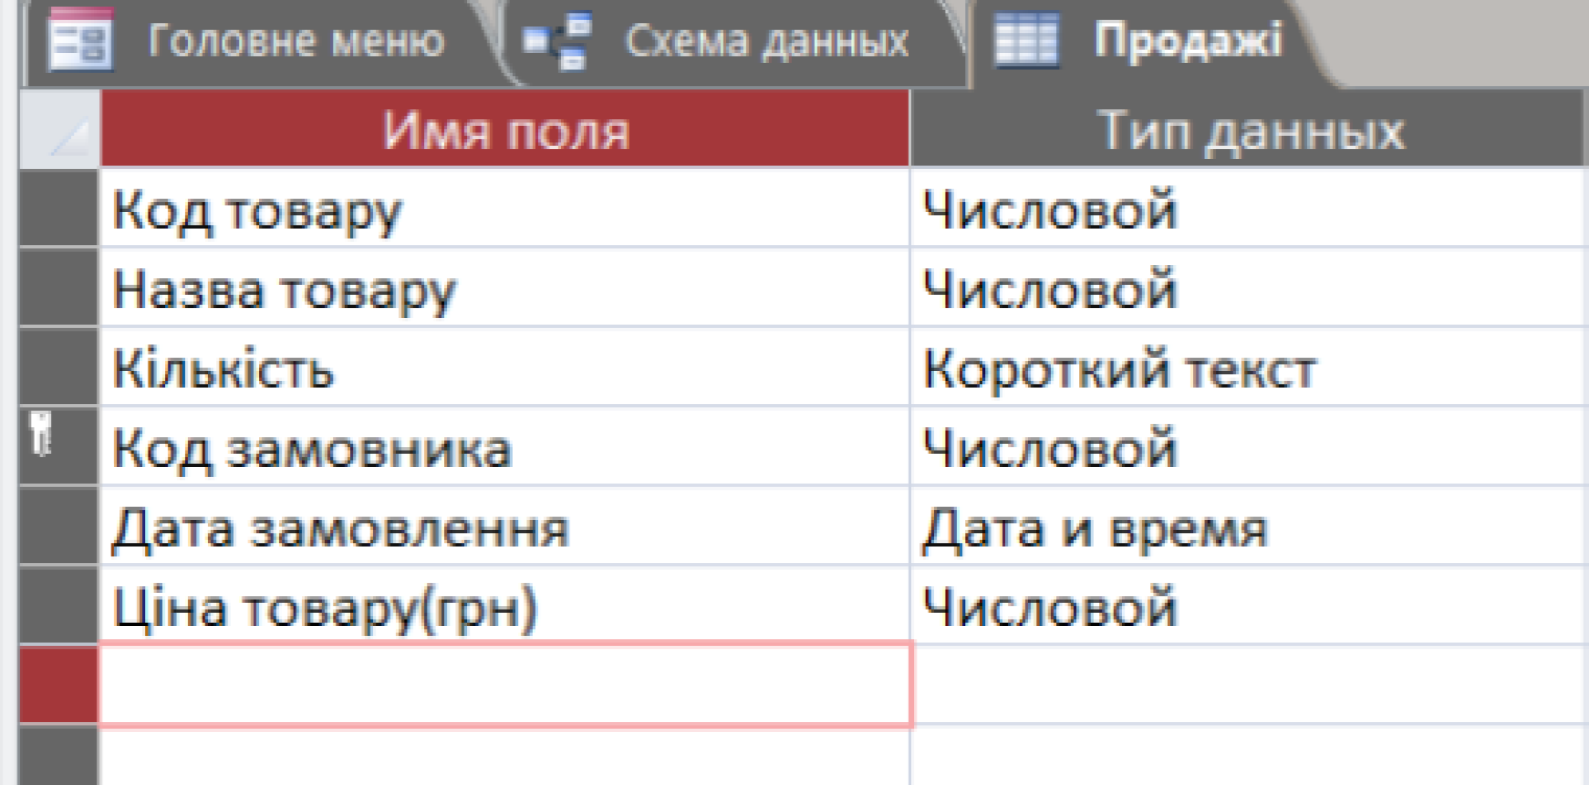 Головне меню Схема данных Продажі
Имя поля Тип данных
Код товару Числовой
Назва товару Числовой
Кількість Короткий текст
Код замовника Числовой
Дата замовлення Дата и время
Ціна товару(грн) Числовой